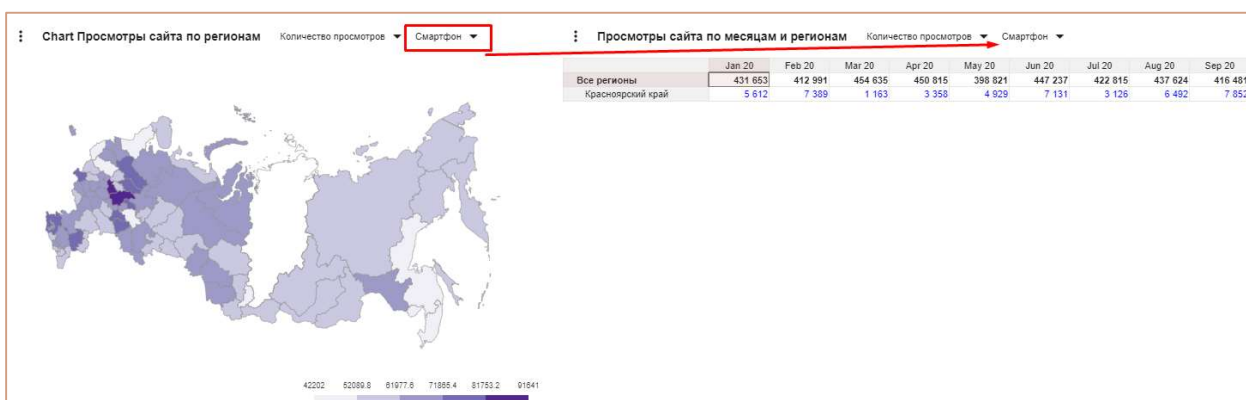 Chart Просмотры сайта по регионам Количество просмотров Смартфон
Просмотры сайта по месяцам и регионам Количество просмотров Смартфон
Jan 20 Feb 20 Mar 20 Apr 20 May 20 Jun 20 Jul 20 Aug 20 Sep 20
Все регионы 431 653 412 991 454 635 450 815 398 821 447 237 422 815 437 624 416 481
Красноярский край 5 612 7 389 1 163 3 358 4 929 7 131 3 126 6 492 7 852
42202 52089.8 61977.6 71865.4 81753.2 91641